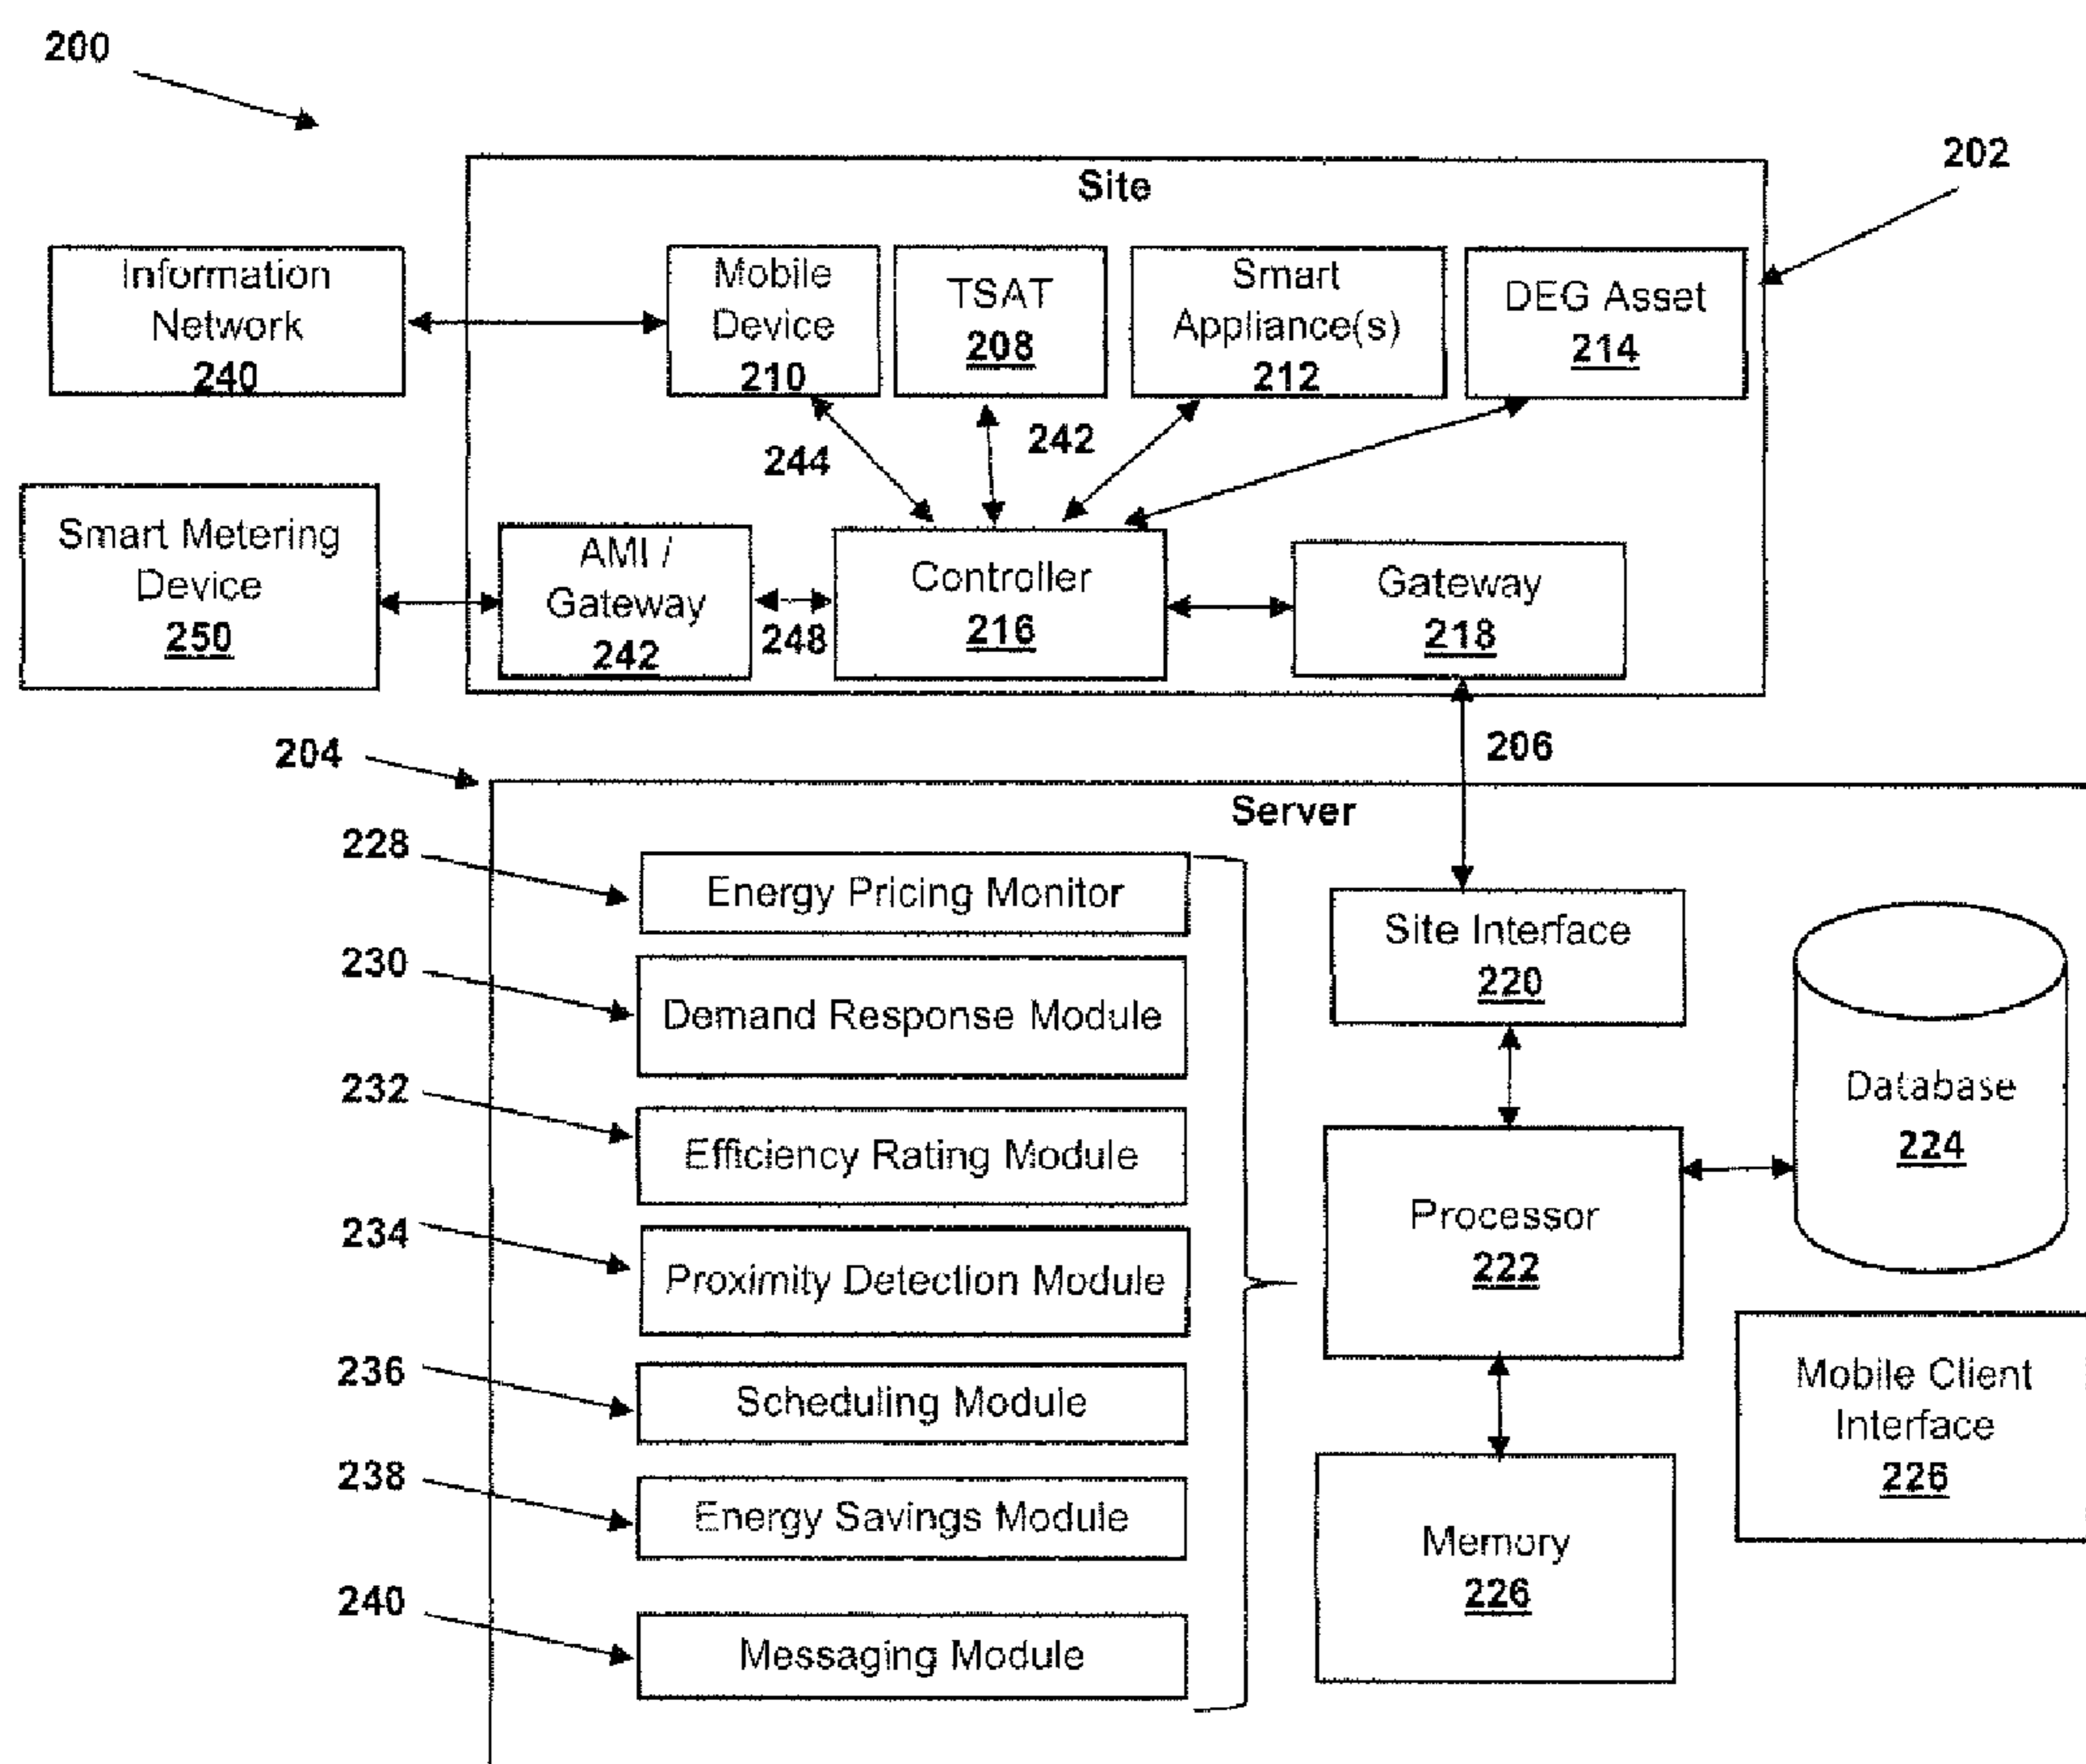 200
202
Site
Information
Network
240
Mobile
Device
210
TSAT
208
Smart
Appliance(s)
212
DEG Asset
214
244
242
Smart Metering
Device
250
AMI /
Gateway
242
248
Controller
216
Gateway
218
206
204
Server
228
Energy Pricing Monitor
230
Demand Response Module
232
Efficiency Rating Module
234
Proximity Detection Module
236
Scheduling Module
238
Energy Savings Module
240
Messaging Module
Site Interface
220
Processor
222
Database
224
Memory
226
Mobile Client
Interface
226